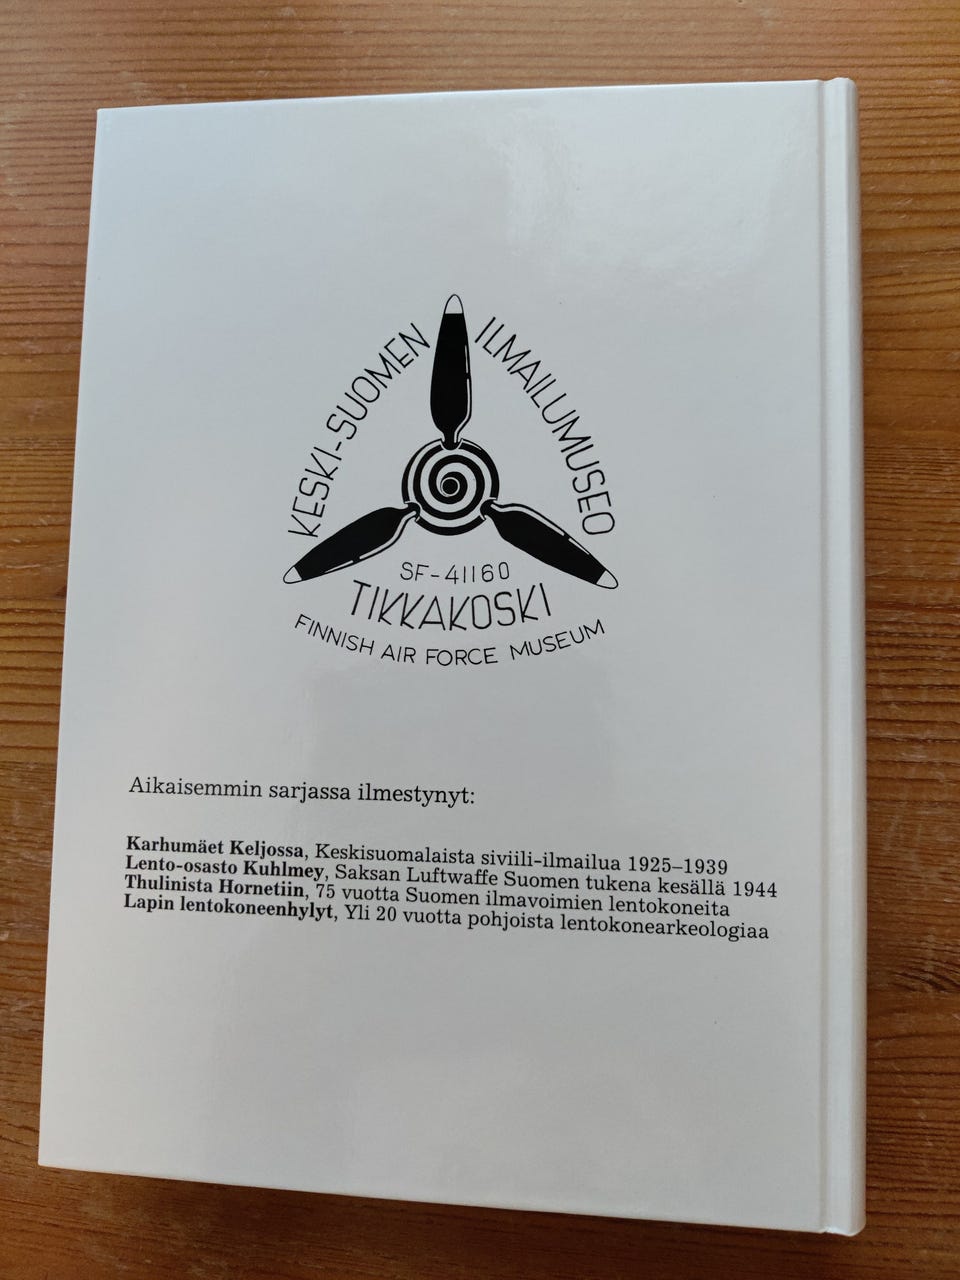 KESKI-SUOMEN ILMAILUMUSEO
SF-41160
TIKKAKOSKI
FINNISH AIR FORCE MUSEUM
Aikaisemmin sarjassa ilmestynyt:
Karhumäet Keljossa, Keskisuomalaista siviili-ilmailua 1925–1939
Lento-osasto Kuhlmey, Saksan Luftwaffe Suomen tukena kesällä 1944
Thulinista Hornetiin, 75 vuotta Suomen ilmavoimien lentokoneita
Lapin lentokoneenhylyt, Yli 20 vuotta pohjoista lentokonearkeologiaa